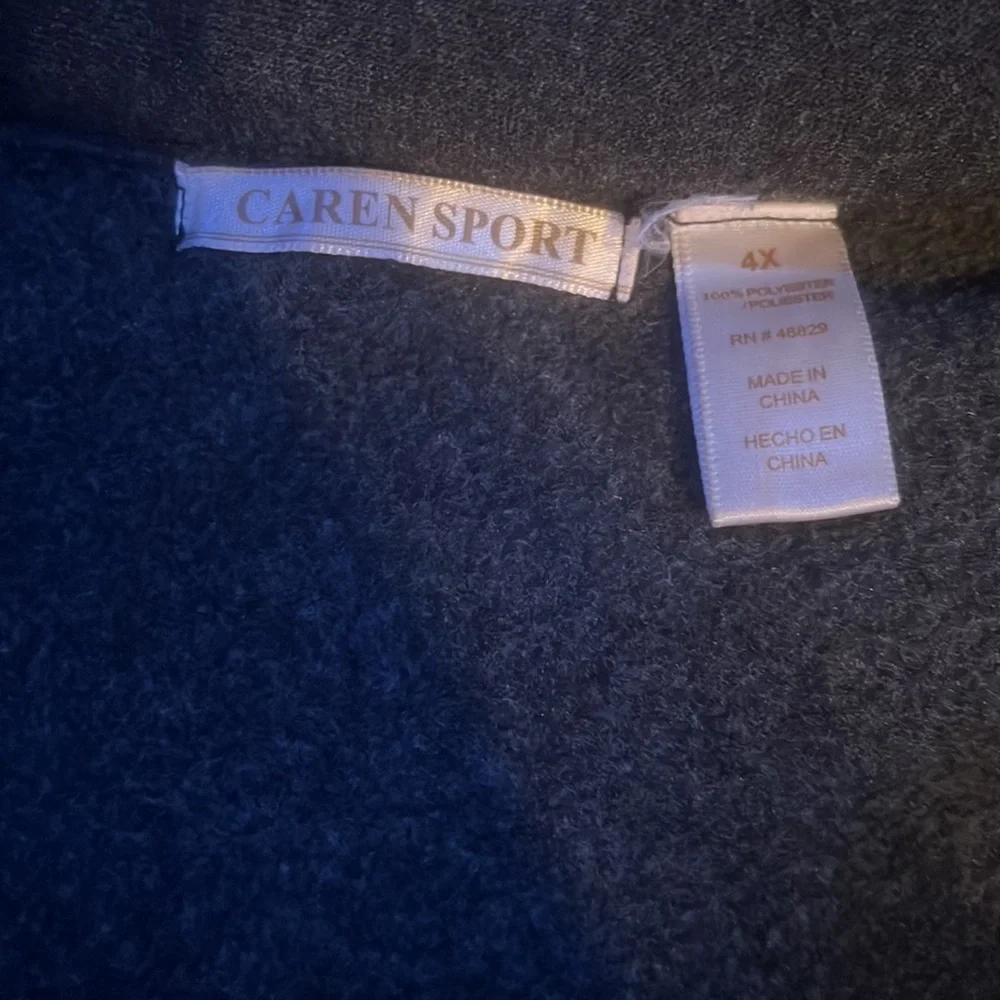 CAREN SPORT
4X
100% POLYESTER
/POLIESTER
RN # 46829
MADE IN
CHINA
HECHO EN
CHINA